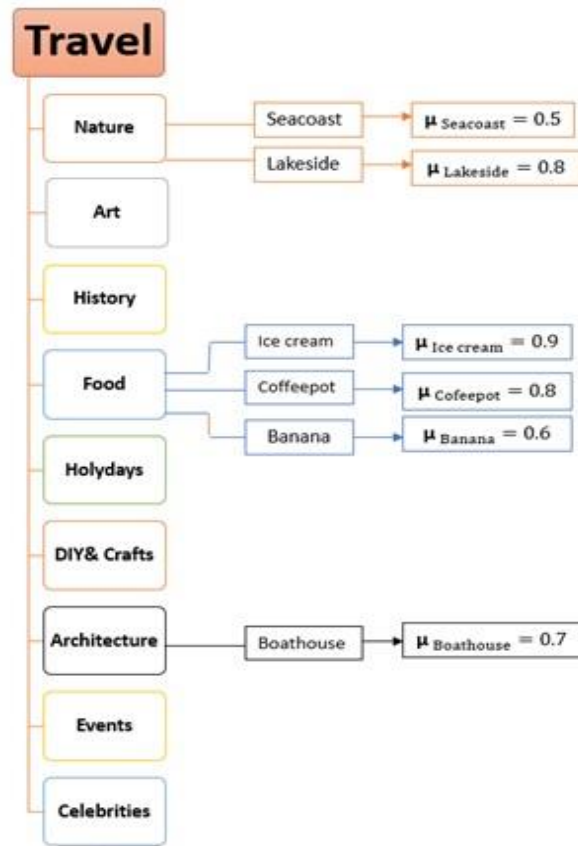 Travel
Nature
Seacoast
μ Seacoast = 0.5
Lakeside
μ Lakeside = 0.8
Art
History
Food
Ice cream
μ Ice cream = 0.9
Coffeepot
μ Cofeepot = 0.8
Banana
μ Banana = 0.6
Holydays
DIY& Crafts
Architecture
Boathouse
μ Boathouse = 0.7
Events
Celebrities